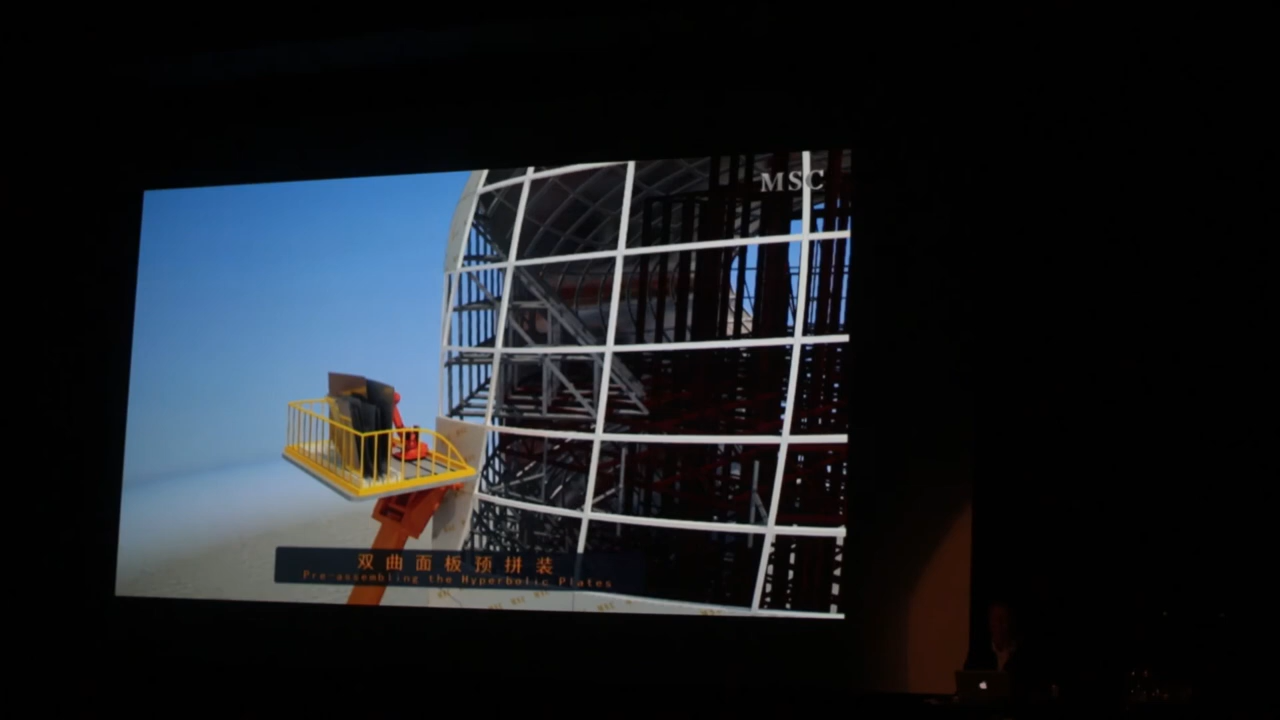 MSC
双曲面板预拼装
Pre-assembling the Hyperbolic Plates